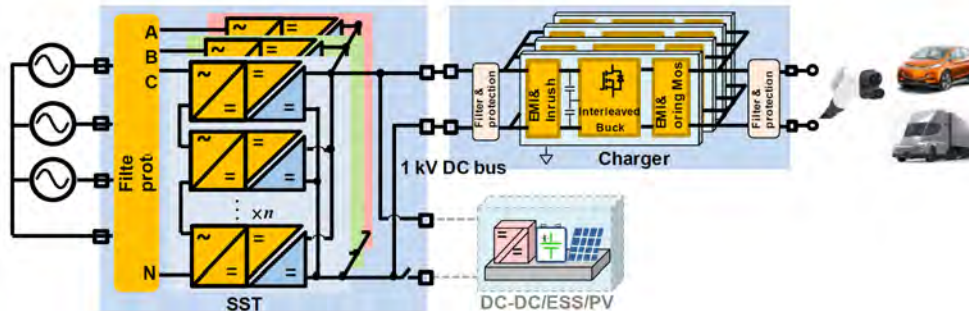 A
B
C
N
Filte
prot
~ =
~ =
~ = =
~ = =
×n
~ = =
SST
1 kV DC bus
Filter &
protection
EMI&
Inrush
Interleaved
Buck
EMI&
oring Mos
Filter &
protection
Charger
DC-DC/ESS/PV